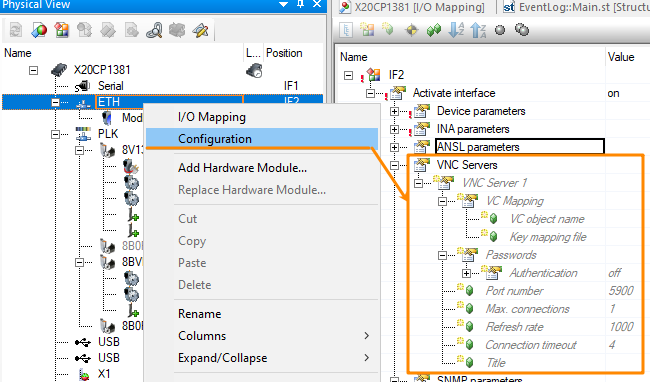 Physical View
X20CP1381 [I/O Mapping]
EventLog::Main.st [Structu
Name
L...
Position
X20CP1381
Serial
IF1
ETH
IF2
Mod
PLK
8V1
8B0
8BV
8B0
USB
USB
X1
I/O Mapping
Configuration
Add Hardware Module...
Replace Hardware Module...
Cut
Copy
Paste
Delete
Rename
Columns
Expand/Collapse
Name
Value
IF2
Activate interface
on
Device parameters
INA parameters
ANSL parameters
VNC Servers
VNC Server 1
VC Mapping
VC object name
Key mapping file
Passwords
Authentication
off
Port number
5900
Max. connections
1
Refresh rate
1000
Connection timeout
4
Title
SNMP parameters